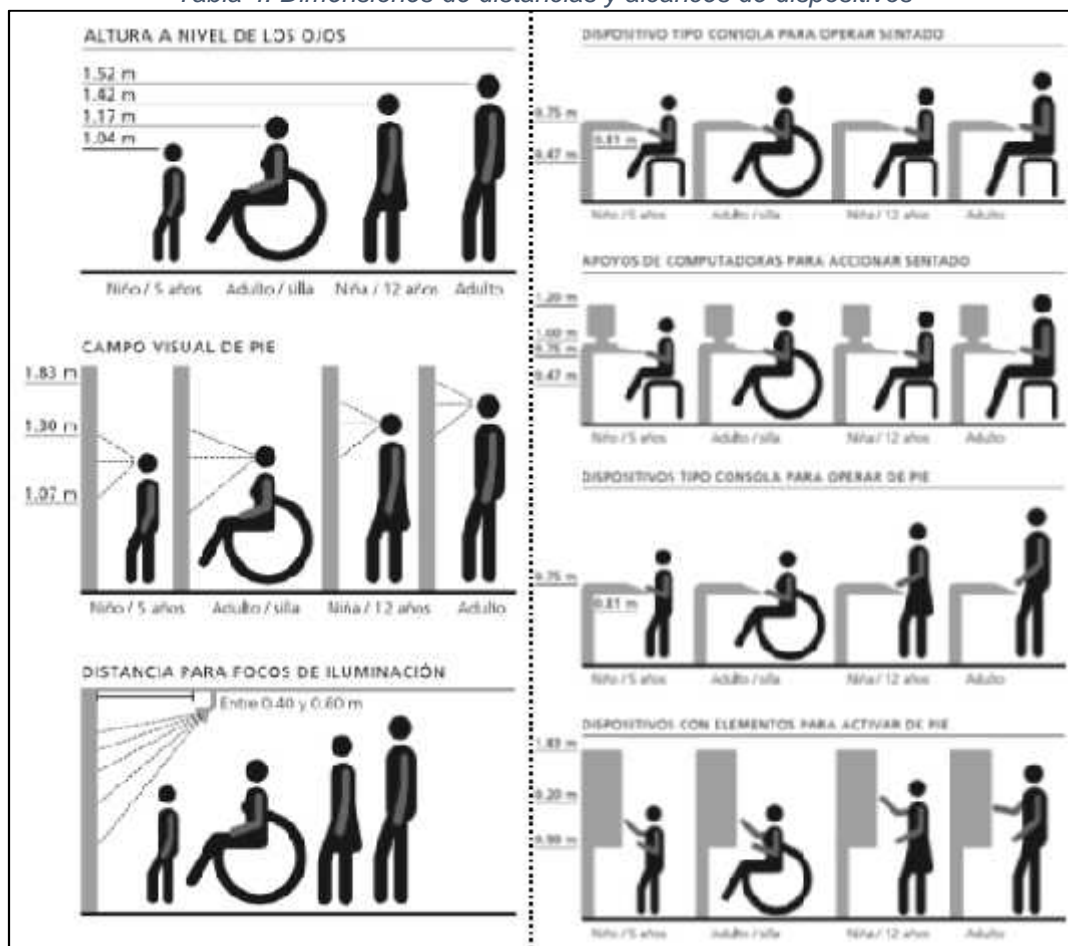 Tabla 4. Dimensiones de distancias y alcances de dispositivos
ALTURA A NIVEL DE LOS OJOS
1.52 m
1.42 m
1.17 m
1.04 m
Niño / 5 años Adulto / silla Niña / 12 años Adulto
CAMPO VISUAL DE PIE
1.83 m
1.30 m
1.07 m
Niño / 5 años Adulto / silla Niña / 12 años Adulto
DISTANCIA PARA FOCOS DE ILUMINACIÓN
Entre 0.40 y 0.60 m
DISPOSITIVO TIPO CONSOLA PARA OPERAR SENTADO
0.75 m
0.81 m
0.47 m
Niño / 5 años Adulto / silla Niña / 12 años Adulto
APOYOS DE COMPUTADORAS PARA ACCIONAR SENTADO
1.20 m
1.00 m
0.75 m
0.47 m
Niño / 5 años Adulto / silla Niña / 12 años Adulto
DISPOSITIVOS TIPO CONSOLA PARA OPERAR DE PIE
0.75 m
0.81 m
Niño / 5 años Adulto / silla Niña / 12 años Adulto
DISPOSITIVOS CON ELEMENTOS PARA ACTIVAR DE PIE
1.83 m
0.20 m
0.90 m
Niño / 5 años Adulto / silla Niña / 12 años Adulto